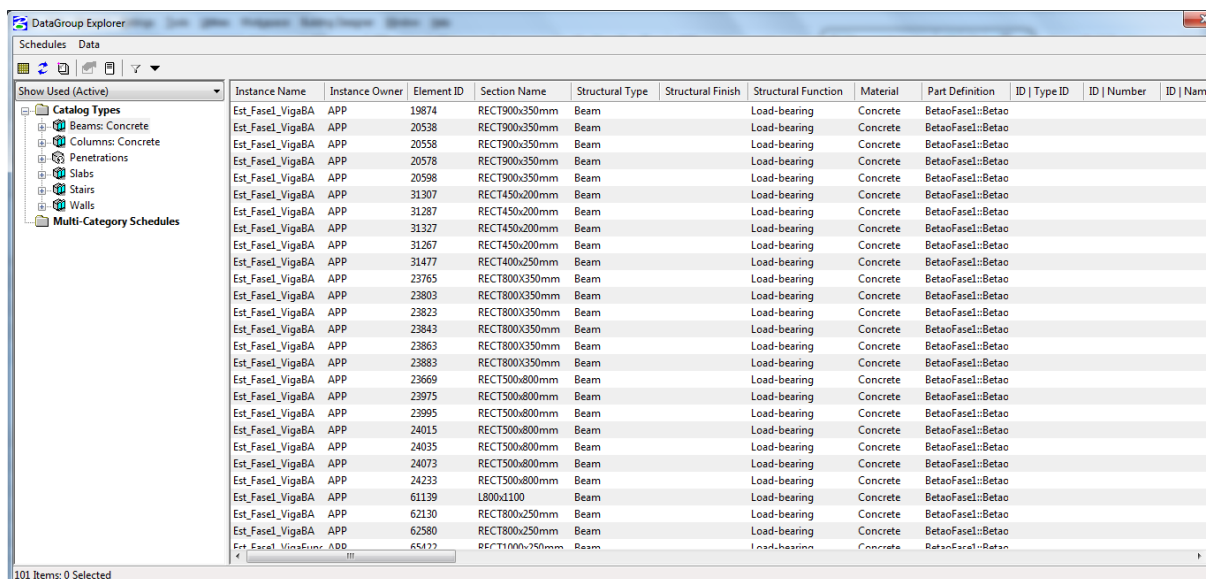 DataGroup Explorer
Schedules Data
Show Used (Active)
Catalog Types
Beams: Concrete
Columns: Concrete
Penetrations
Slabs
Stairs
Walls
Multi-Category Schedules
Instance Name Instance Owner Element ID Section Name Structural Type Structural Finish Structural Function Material Part Definition ID | Type ID ID | Number ID | Nam
Est_Fase1_VigaBA APP 19874 RECT900x350mm Beam Load-bearing Concrete BetaoFase1::Betao
Est_Fase1_VigaBA APP 20538 RECT900x350mm Beam Load-bearing Concrete BetaoFase1::Betao
Est_Fase1_VigaBA APP 20558 RECT900x350mm Beam Load-bearing Concrete BetaoFase1::Betao
Est_Fase1_VigaBA APP 20578 RECT900x350mm Beam Load-bearing Concrete BetaoFase1::Betao
Est_Fase1_VigaBA APP 20598 RECT900x350mm Beam Load-bearing Concrete BetaoFase1::Betao
Est_Fase1_VigaBA APP 31307 RECT450x200mm Beam Load-bearing Concrete BetaoFase1::Betao
Est_Fase1_VigaBA APP 31287 RECT450x200mm Beam Load-bearing Concrete BetaoFase1::Betao
Est_Fase1_VigaBA APP 31327 RECT450x200mm Beam Load-bearing Concrete BetaoFase1::Betao
Est_Fase1_VigaBA APP 31267 RECT450x200mm Beam Load-bearing Concrete BetaoFase1::Betao
Est_Fase1_VigaBA APP 31477 RECT400x250mm Beam Load-bearing Concrete BetaoFase1::Betao
Est_Fase1_VigaBA APP 23765 RECT800X350mm Beam Load-bearing Concrete BetaoFase1::Betao
Est_Fase1_VigaBA APP 23803 RECT800X350mm Beam Load-bearing Concrete BetaoFase1::Betao
Est_Fase1_VigaBA APP 23823 RECT800X350mm Beam Load-bearing Concrete BetaoFase1::Betao
Est_Fase1_VigaBA APP 23843 RECT800X350mm Beam Load-bearing Concrete BetaoFase1::Betao
Est_Fase1_VigaBA APP 23863 RECT800X350mm Beam Load-bearing Concrete BetaoFase1::Betao
Est_Fase1_VigaBA APP 23883 RECT800X350mm Beam Load-bearing Concrete BetaoFase1::Betao
Est_Fase1_VigaBA APP 23669 RECT500x800mm Beam Load-bearing Concrete BetaoFase1::Betao
Est_Fase1_VigaBA APP 23975 RECT500x800mm Beam Load-bearing Concrete BetaoFase1::Betao
Est_Fase1_VigaBA APP 23995 RECT500x800mm Beam Load-bearing Concrete BetaoFase1::Betao
Est_Fase1_VigaBA APP 24015 RECT500x800mm Beam Load-bearing Concrete BetaoFase1::Betao
Est_Fase1_VigaBA APP 24035 RECT500x800mm Beam Load-bearing Concrete BetaoFase1::Betao
Est_Fase1_VigaBA APP 24073 RECT500x800mm Beam Load-bearing Concrete BetaoFase1::Betao
Est_Fase1_VigaBA APP 24233 RECT500x800mm Beam Load-bearing Concrete BetaoFase1::Betao
Est_Fase1_VigaBA APP 61139 L800x1100 Beam Load-bearing Concrete BetaoFase1::Betao
Est_Fase1_VigaBA APP 62130 RECT800x250mm Beam Load-bearing Concrete BetaoFase1::Betao
Est_Fase1_VigaBA APP 62580 RECT800x250mm Beam Load-bearing Concrete BetaoFase1::Betao
Est_Fase1_VigaFunc APP 65422 RECT1000x250mm Beam Load-bearing Concrete BetaoFase1::Betao
101 Items: 0 Selected